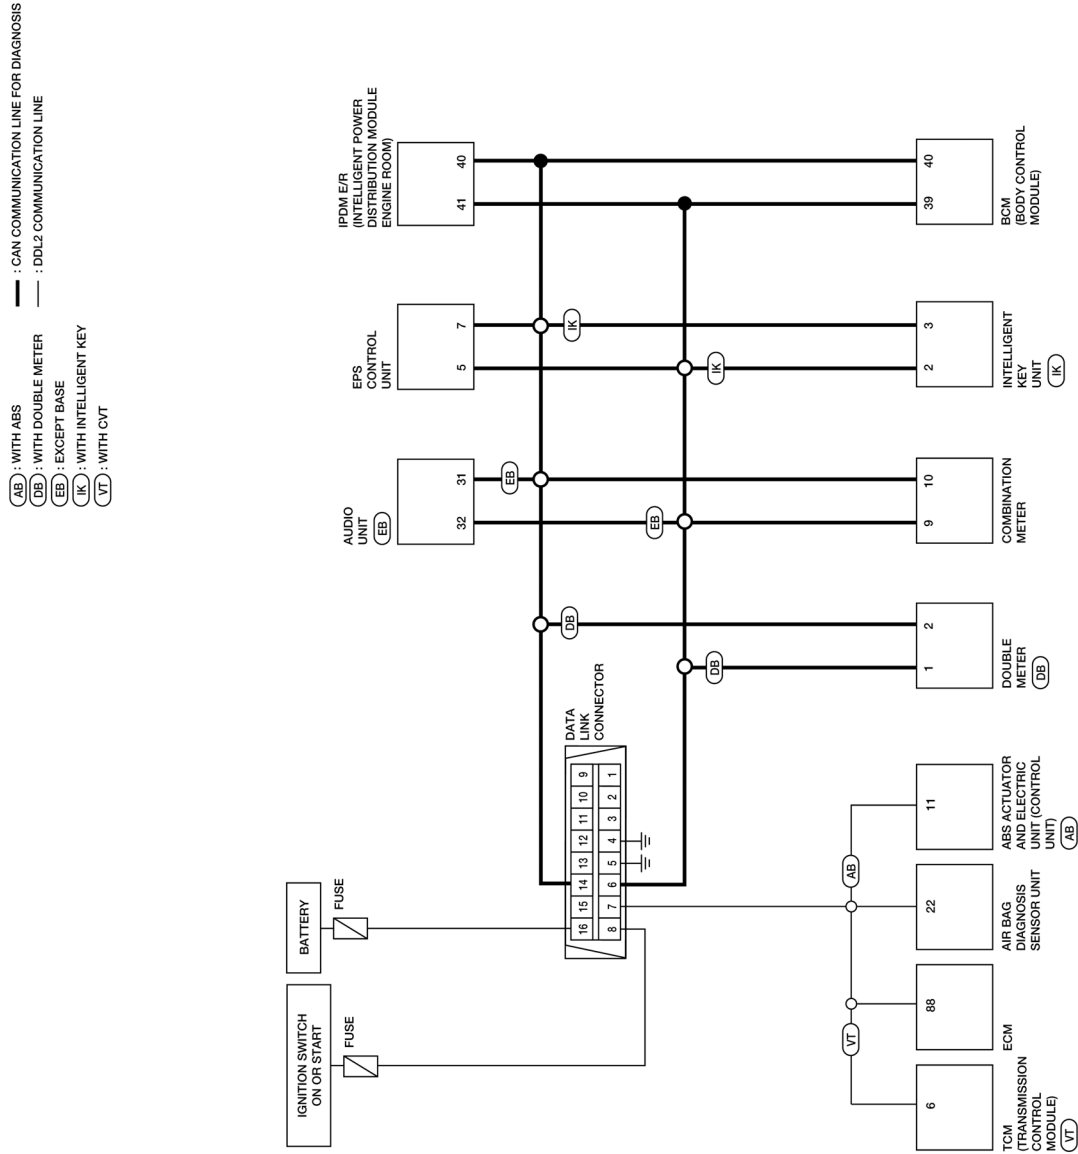 AB : WITH ABS
DB : WITH DOUBLE METER
EB : EXCEPT BASE
IK : WITH INTELLIGENT KEY
VT : WITH CVT
: CAN COMMUNICATION LINE FOR DIAGNOSIS
: DDL2 COMMUNICATION LINE
IGNITION SWITCH
ON OR START
FUSE
BATTERY
FUSE
AUDIO
UNIT
EB
32 31
EPS
CONTROL
UNIT
5 7
IPDM E/R
(INTELLIGENT POWER
DISTRIBUTION MODULE
ENGINE ROOM)
41 40
EB
DB
IK
DATA
LINK
CONNECTOR
16 15 14 13 12 11 10 9
8 7 6 5 4 3 2 1
EB
DB
IK
VT
AB
6
88
22
11
1 2
9 10
2 3
39 40
TCM
(TRANSMISSION
CONTROL
MODULE)
VT
ECM
AIR BAG
DIAGNOSIS
SENSOR UNIT
ABS ACTUATOR
AND ELECTRIC
UNIT (CONTROL
UNIT)
AB
DOUBLE
METER
DB
COMBINATION
METER
INTELLIGENT
KEY
UNIT
IK
BCM
(BODY CONTROL
MODULE)